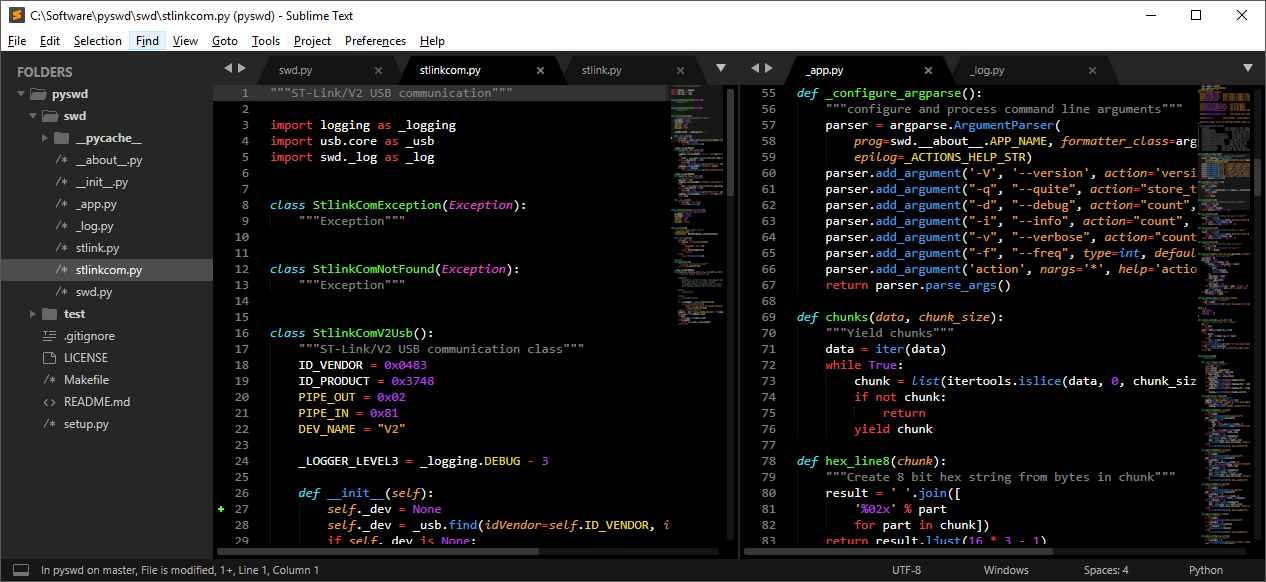 C:\Software\pyswd\swd\stlinkcom.py (pyswd) - Sublime Text
File Edit Selection Find View Goto Tools Project Preferences Help
FOLDERS
pyswd
swd
__pycache__
/* __about__.py
/* __init__.py
/* _app.py
/* _log.py
/* stlink.py
/* stlinkcom.py
/* swd.py
test
.gitignore
LICENSE
/* Makefile
<> README.md
/* setup.py
swd.py stlinkcom.py stlink.py
1 """ST-Link/V2 USB communication"""
2
3 import logging as _logging
4 import usb.core as _usb
5 import swd._log as _log
6
7
8 class StlinkComException(Exception):
9 """Exception"""
10
11
12 class StlinkComNotFound(Exception):
13 """Exception"""
14
15
16 class StlinkComV2Usb():
17 """ST-Link/V2 USB communication class"""
18 ID_VENDOR = 0x0483
19 ID_PRODUCT = 0x3748
20 PIPE_OUT = 0x02
21 PIPE_IN = 0x81
22 DEV_NAME = "V2"
23
24 _LOGGER_LEVEL3 = _logging.DEBUG - 3
25
26 def __init__(self):
27 self._dev = None
28 self._dev = _usb.find(idVendor=self.ID_VENDOR, i
29 if self._dev is None:
_app.py _log.py
55 def _configure_argparse():
56 """configure and process command line arguments"""
57 parser = argparse.ArgumentParser(
58 prog=swd.__about__.APP_NAME, formatter_class=arg
59 epilog=_ACTIONS_HELP_STR)
60 parser.add_argument('-V', '--version', action='versi
61 parser.add_argument("-q", "--quite", action="store_t
62 parser.add_argument("-d", "--debug", action="count",
63 parser.add_argument("-i", "--info", action="count",
64 parser.add_argument("-v", "--verbose", action="count
65 parser.add_argument("-f", "--freq", type=int, defaul
66 parser.add_argument('action', nargs='*', help='actio
67 return parser.parse_args()
68
69 def chunks(data, chunk_size):
70 """Yield chunks"""
71 data = iter(data)
72 while True:
73 chunk = list(itertools.islice(data, 0, chunk_siz
74 if not chunk:
75 return
76 yield chunk
77
78 def hex_line8(chunk):
79 """Create 8 bit hex string from bytes in chunk"""
80 result = ' '.join([
81 '%02x' % part
82 for part in chunk])
83 return result.ljust(16 * 3 - 1)
In pyswd on master, File is modified, 1+, Line 1, Column 1 UTF-8 Windows Spaces: 4 Python